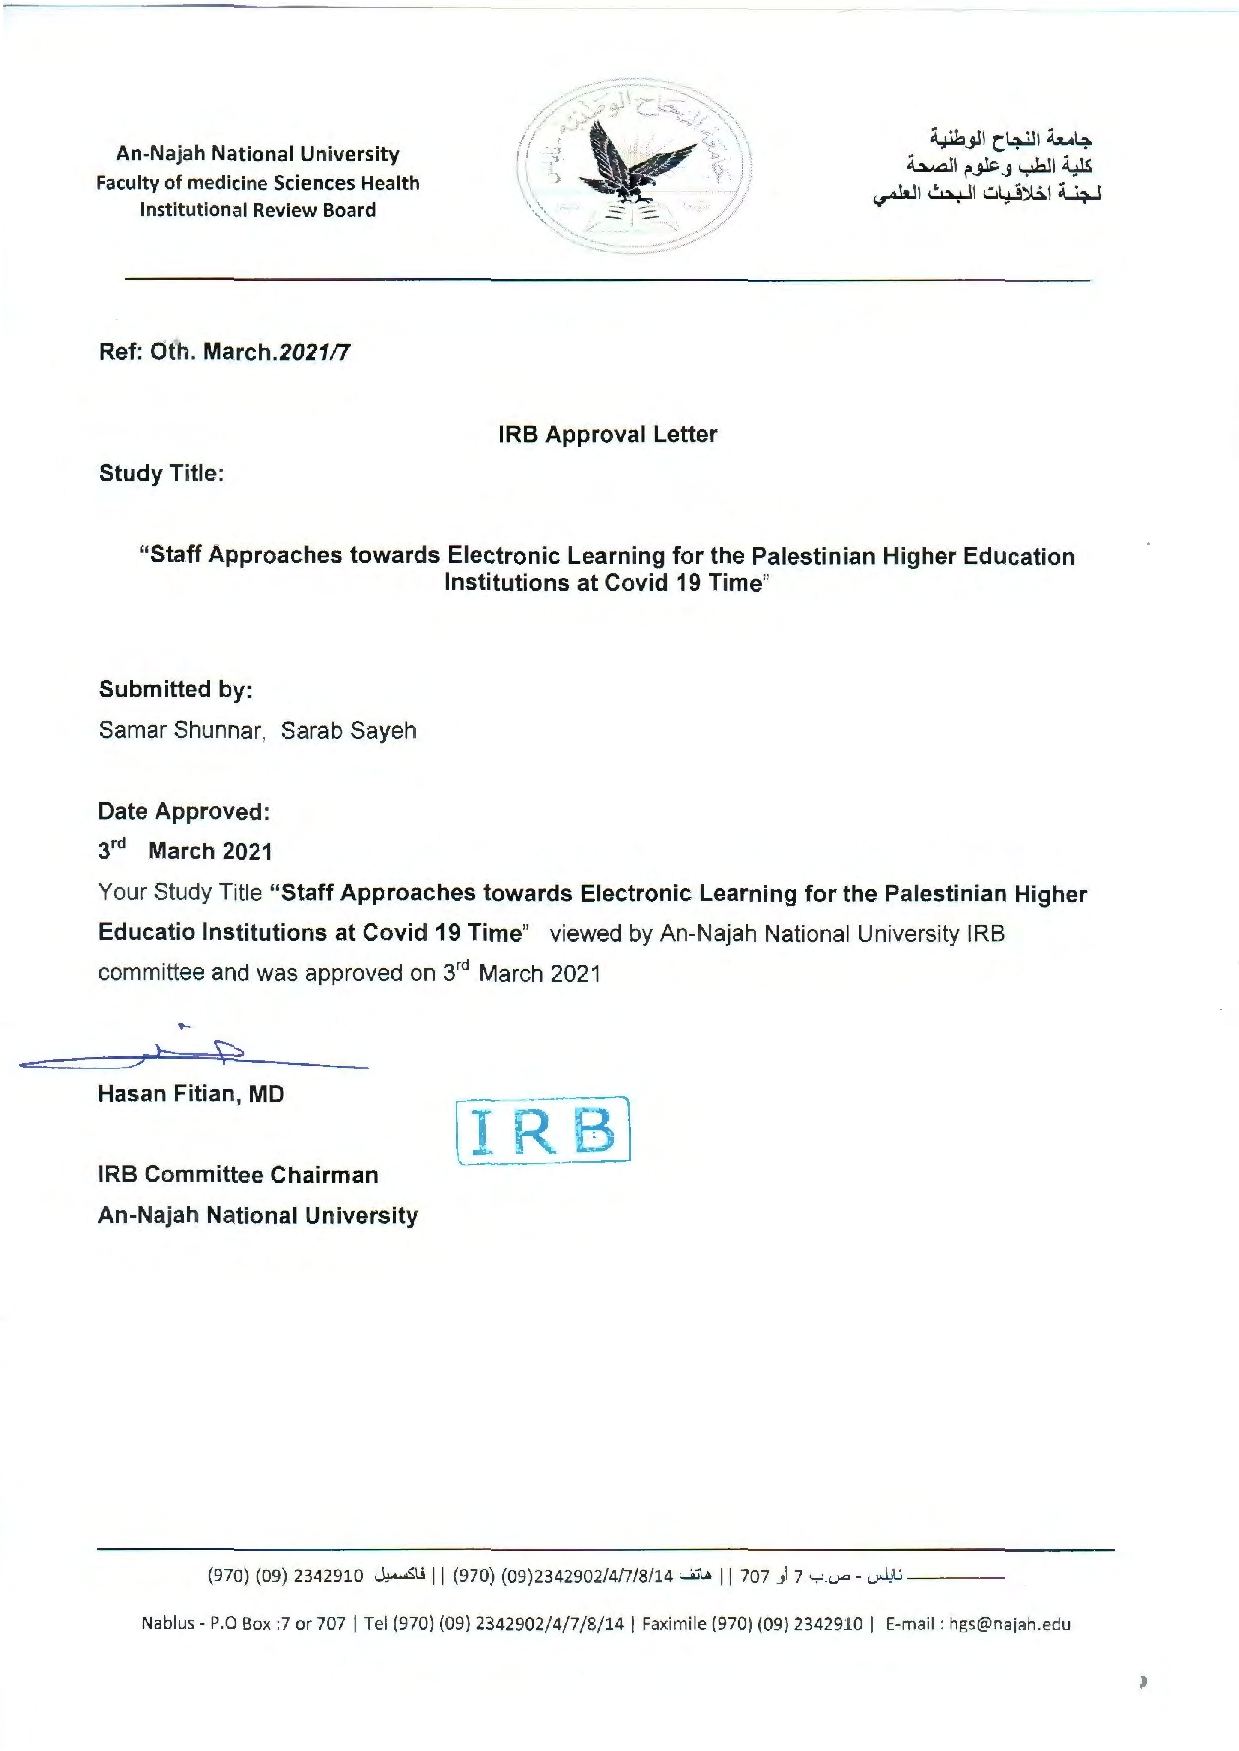 An-Najah National University
Faculty of medicine Sciences Health
Institutional Review Board
جامعة النجاح الوطنية
جامعة النجاح الوطنية
كلية الطب وعلوم الصحة
لجنة اخلاقيات البحث العلمي
Ref: Oth. March.2021/7
IRB Approval Letter
Study Title:
“Staff Approaches towards Electronic Learning for the Palestinian Higher Education
Institutions at Covid 19 Time”
Submitted by:
Samar Shunnar, Sarab Sayeh
Date Approved:
3rd March 2021
Your Study Title “Staff Approaches towards Electronic Learning for the Palestinian Higher
Educatio Institutions at Covid 19 Time” viewed by An-Najah National University IRB
committee and was approved on 3rd March 2021
Hasan Fitian, MD
IRB
IRB Committee Chairman
An-Najah National University
نابلس - ص.ب 7 أو 707 || هاتف 2342902/4/7/8/14(09) (970) || فاكسميل 2342910 (09) (970)
Nablus - P.O Box :7 or 707 | Tel (970) (09) 2342902/4/7/8/14 | Faximile (970) (09) 2342910 | E-mail : hgs@najah.edu